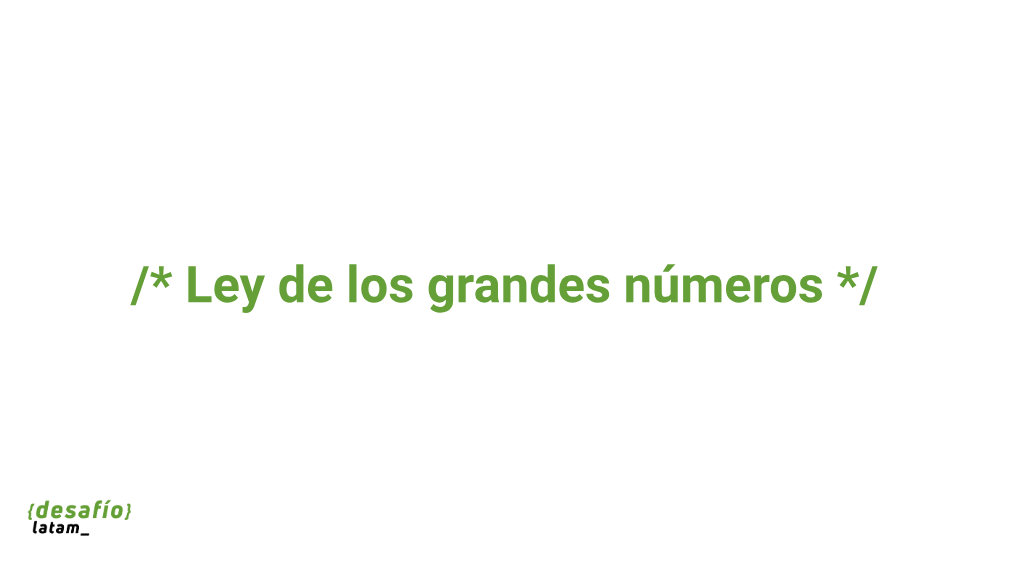 /* Ley de los grandes números */
{desafío}
latam_